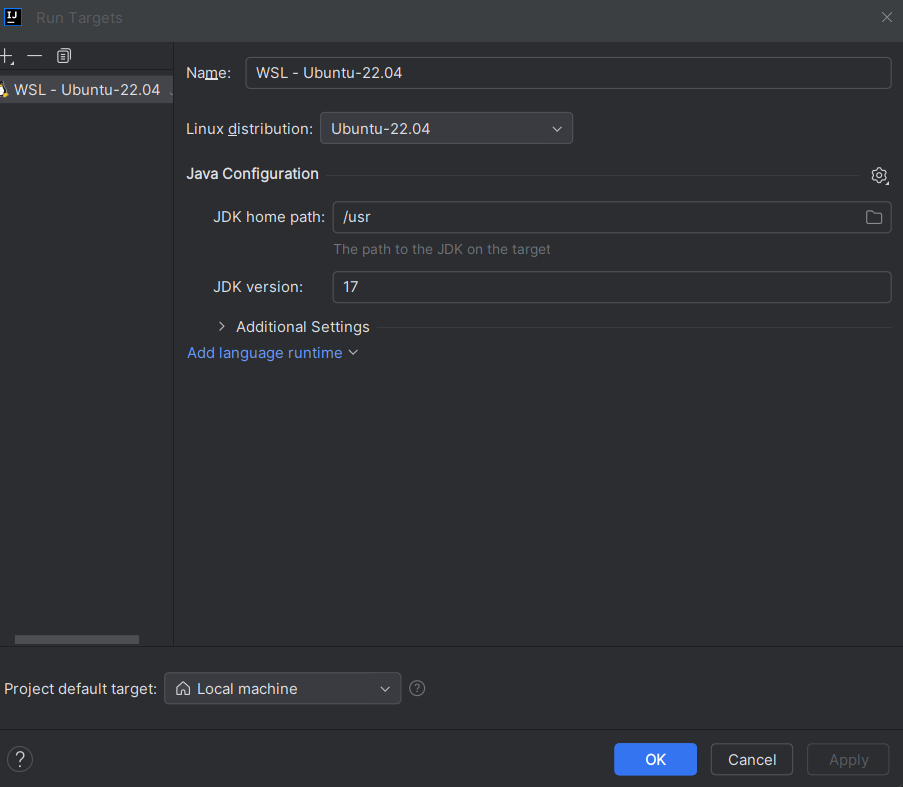 IJ Run Targets
WSL - Ubuntu-22.04
Name: WSL - Ubuntu-22.04
Linux distribution: Ubuntu-22.04
Java Configuration
JDK home path: /usr
The path to the JDK on the target
JDK version: 17
Additional Settings
Add language runtime
Project default target: Local machine ?
? OK Cancel Apply